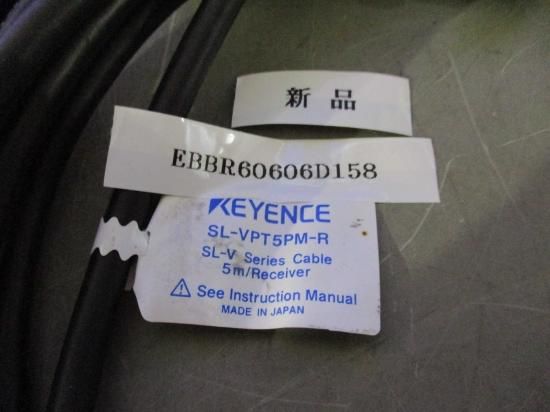 新 品
EBBR60606D158
KEYENCE
SL-VPT5PM-R
SL-V Series Cable
5m/Receiver
See Instruction Manual
MADE IN JAPAN